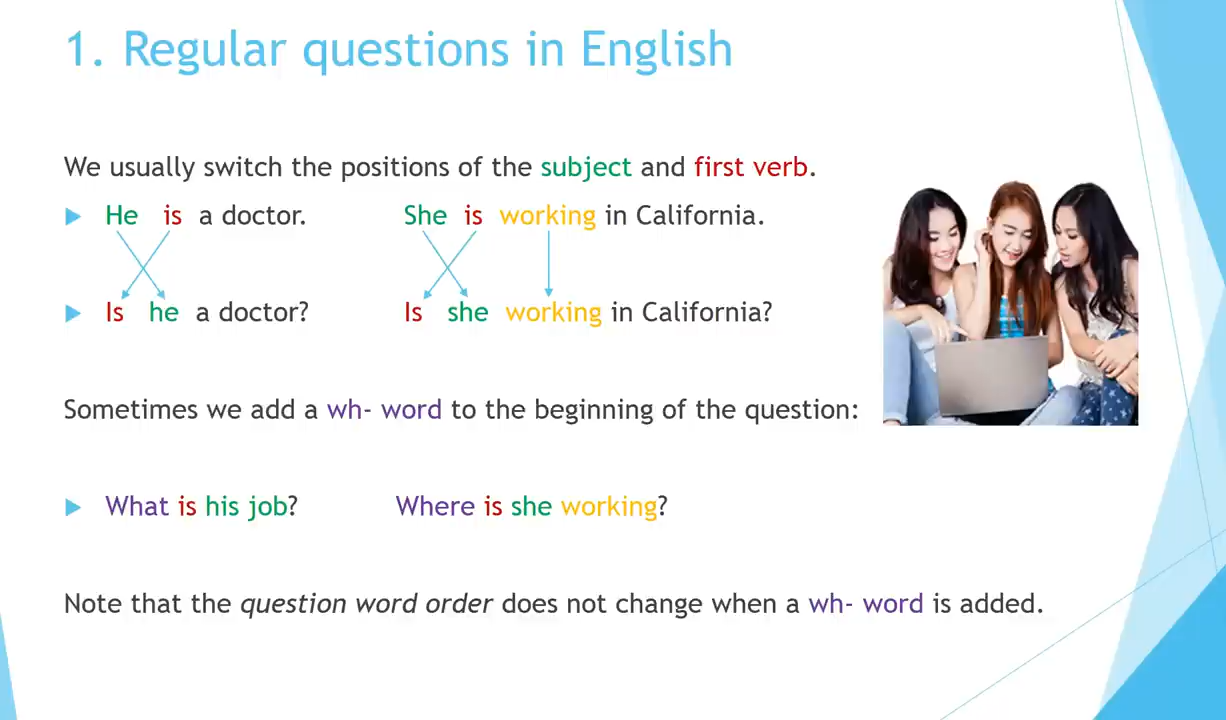 1. Regular questions in English
We usually switch the positions of the subject and first verb.
He is a doctor. She is working in California.
Is he a doctor? Is she working in California?
Sometimes we add a wh- word to the beginning of the question:
What is his job? Where is she working?
Note that the question word order does not change when a wh- word is added.